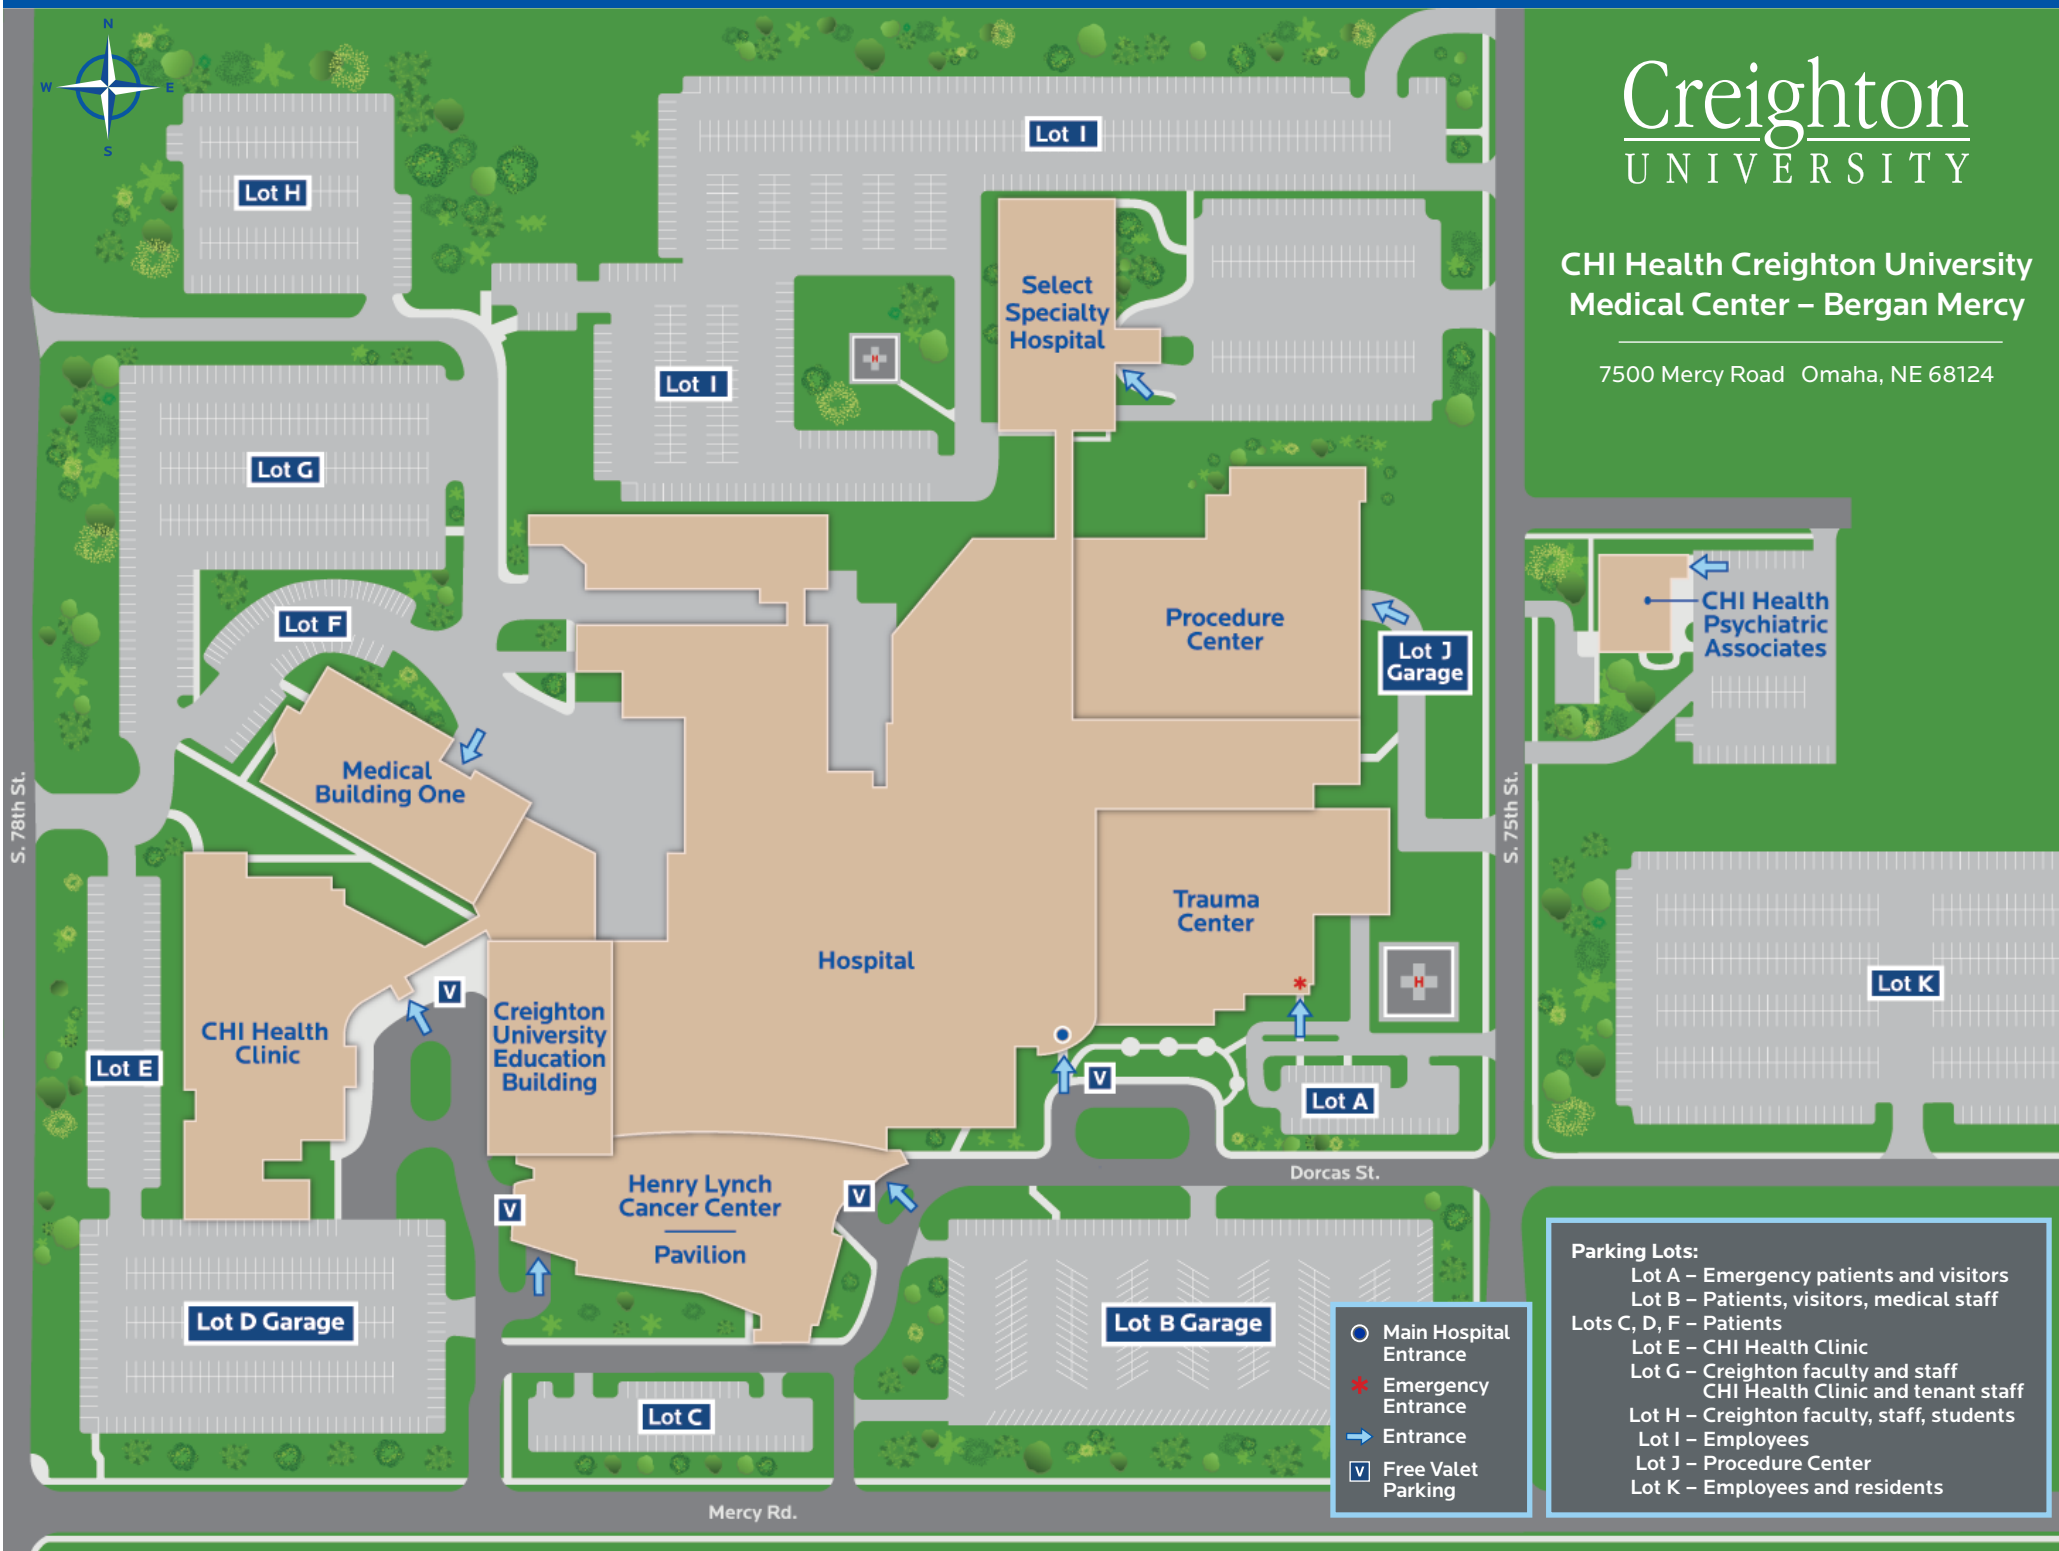 N
W
E
S
Creighton
UNIVERSITY
CHI Health Creighton University
Medical Center – Bergan Mercy
7500 Mercy Road Omaha, NE 68124
Lot I
Lot H
Select
Specialty
Hospital
H
Lot I
Lot G
Lot F
Procedure
Center
Lot J
Garage
CHI Health
Psychiatric
Associates
Medical
Building One
S. 78th St.
S. 75th St.
Trauma
Center
Hospital
H
Lot K
V
Creighton
University
Education
Building
CHI Health
Clinic
Lot E
V
Lot A
Dorcas St.
Henry Lynch
Cancer Center
Pavilion
V
V
Lot D Garage
Lot B Garage
Lot C
Mercy Rd.
Main Hospital
Entrance
Emergency
Entrance
Entrance
V
Free Valet
Parking
Parking Lots:
Lot A – Emergency patients and visitors
Lot B – Patients, visitors, medical staff
Lots C, D, F – Patients
Lot E – CHI Health Clinic
Lot G – Creighton faculty and staff
CHI Health Clinic and tenant staff
Lot H – Creighton faculty, staff, students
Lot I – Employees
Lot J – Procedure Center
Lot K – Employees and residents